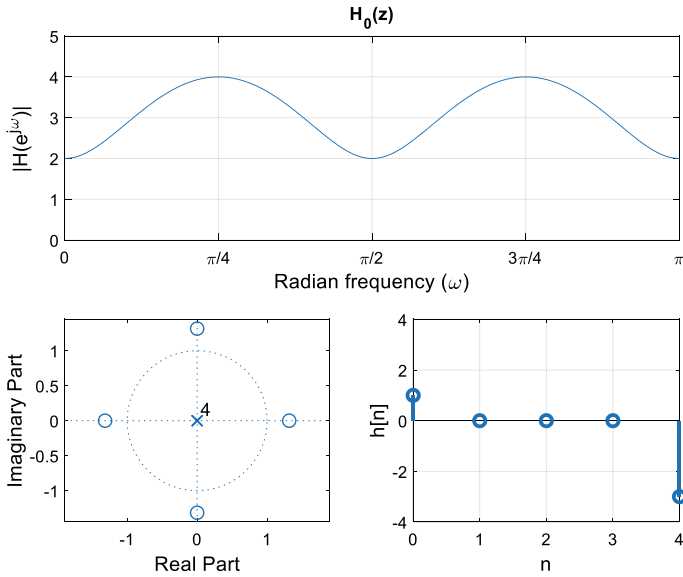 H0(z)
|H(e^jω)|
5
4
3
2
1
0
0 π/4 π/2 3π/4 π
Radian frequency (ω)
Imaginary Part
1
0.5
0
-0.5
-1
4
-1 0 1
Real Part
h[n]
4
2
0
-2
-4
0 1 2 3 4
n